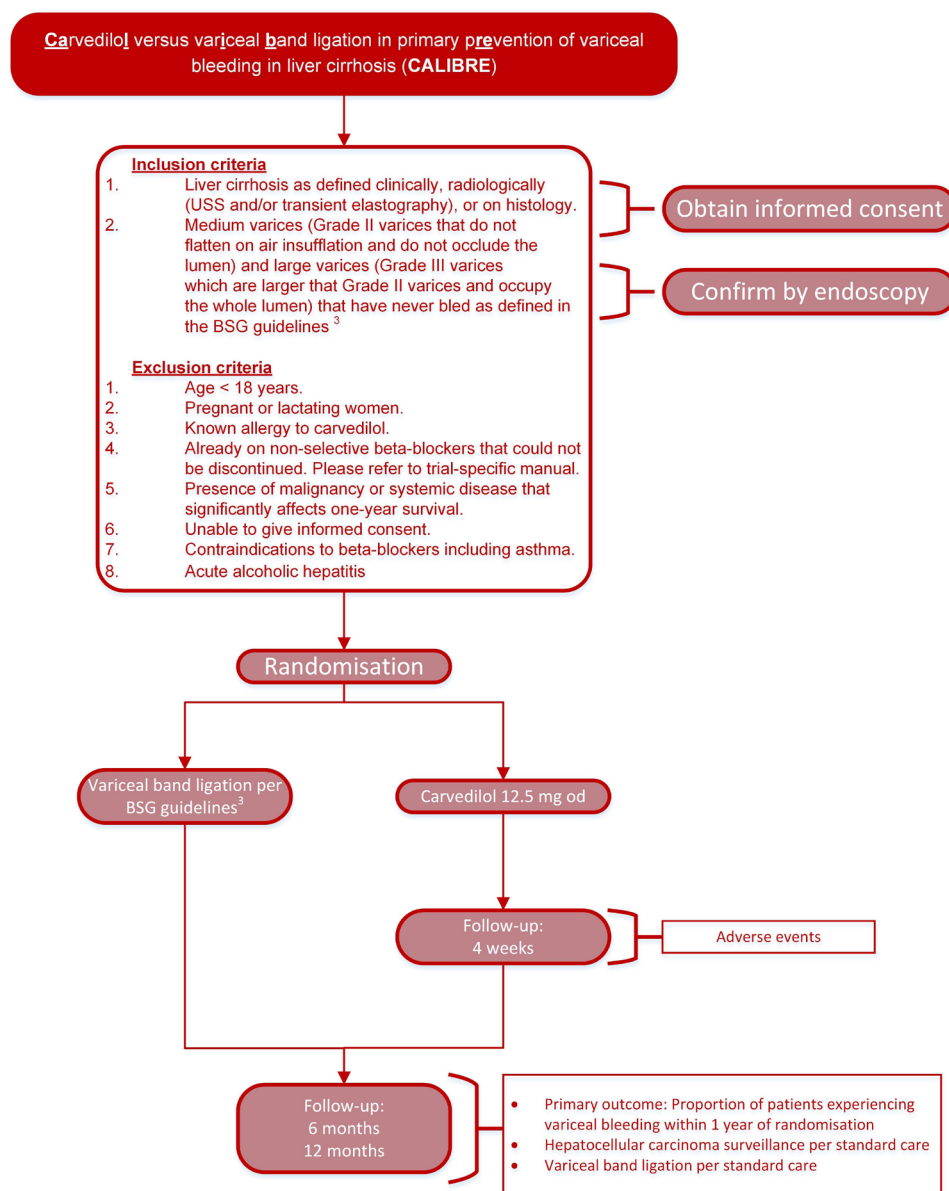 Carvedilol versus variceal band ligation in primary prevention of variceal
bleeding in liver cirrhosis (CALIBRE)
Inclusion criteria
1. Liver cirrhosis as defined clinically, radiologically
(USS and/or transient elastography), or on histology.
2. Medium varices (Grade II varices that do not
flatten on air insufflation and do not occlude the
lumen) and large varices (Grade III varices
which are larger that Grade II varices and occupy
the whole lumen) that have never bled as defined in
the BSG guidelines 3
Obtain informed consent
Confirm by endoscopy
Exclusion criteria
1. Age < 18 years.
2. Pregnant or lactating women.
3. Known allergy to carvedilol.
4. Already on non-selective beta-blockers that could not
be discontinued. Please refer to trial-specific manual.
5. Presence of malignancy or systemic disease that
significantly affects one-year survival.
6. Unable to give informed consent.
7. Contraindications to beta-blockers including asthma.
8. Acute alcoholic hepatitis
Randomisation
Variceal band ligation per
BSG guidelines3
Carvedilol 12.5 mg od
Follow-up:
4 weeks
Adverse events
Follow-up:
6 months
12 months
• Primary outcome: Proportion of patients experiencing
variceal bleeding within 1 year of randomisation
• Hepatocellular carcinoma surveillance per standard care
• Variceal band ligation per standard care